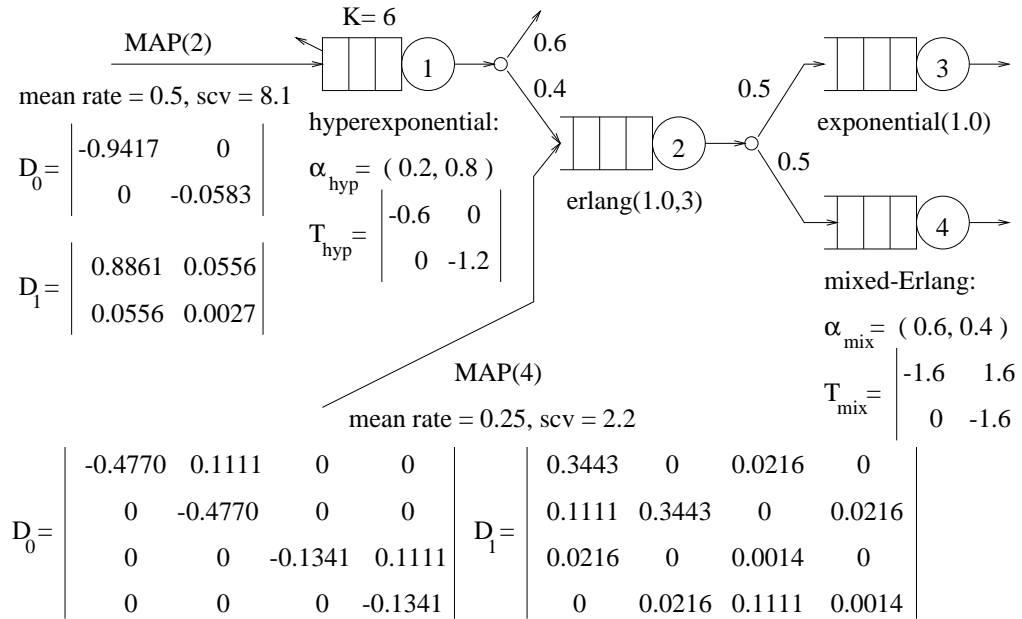 K= 6
MAP(2)
1
0.6
0.4
mean rate = 0.5, scv = 8.1
D0= -0.9417 0
0 -0.0583
D1= 0.8861 0.0556
0.0556 0.0027
hyperexponential:
αhyp= ( 0.2, 0.8 )
Thyp= -0.6 0
0 -1.2
2
erlang(1.0,3)
0.5
0.5
3
exponential(1.0)
4
mixed-Erlang:
αmix= ( 0.6, 0.4 )
Tmix= -1.6 1.6
0 -1.6
MAP(4)
mean rate = 0.25, scv = 2.2
D0= -0.4770 0.1111 0 0
0 -0.4770 0 0
0 0 -0.1341 0.1111
0 0 0 -0.1341
D1= 0.3443 0 0.0216 0
0.1111 0.3443 0 0.0216
0.0216 0 0.0014 0
0 0.0216 0.1111 0.0014